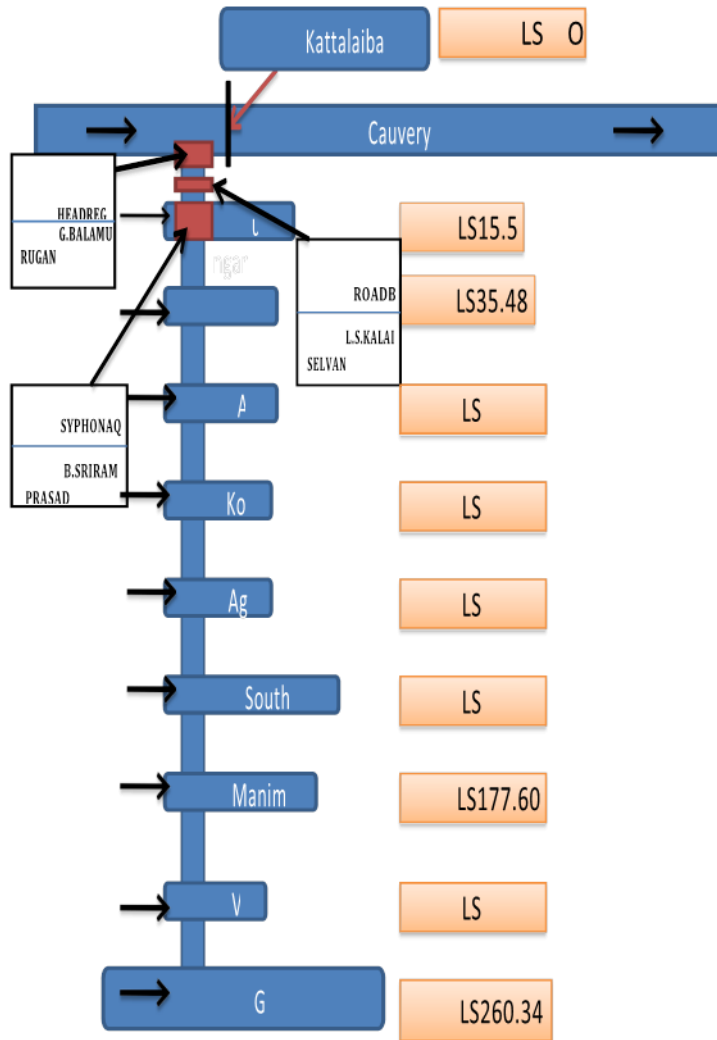 Kattalaiba
LS O
Cauvery
HEADREG
G.BALAMU
RUGAN
LS15.5
ngar
ROADB
L.S.KALAI
SELVAN
LS35.48
SYPHONAQ
B.SRIRAM
PRASAD
A
LS
Ko
LS
Ag
LS
South
LS
Manim
LS177.60
V
LS
G
LS260.34